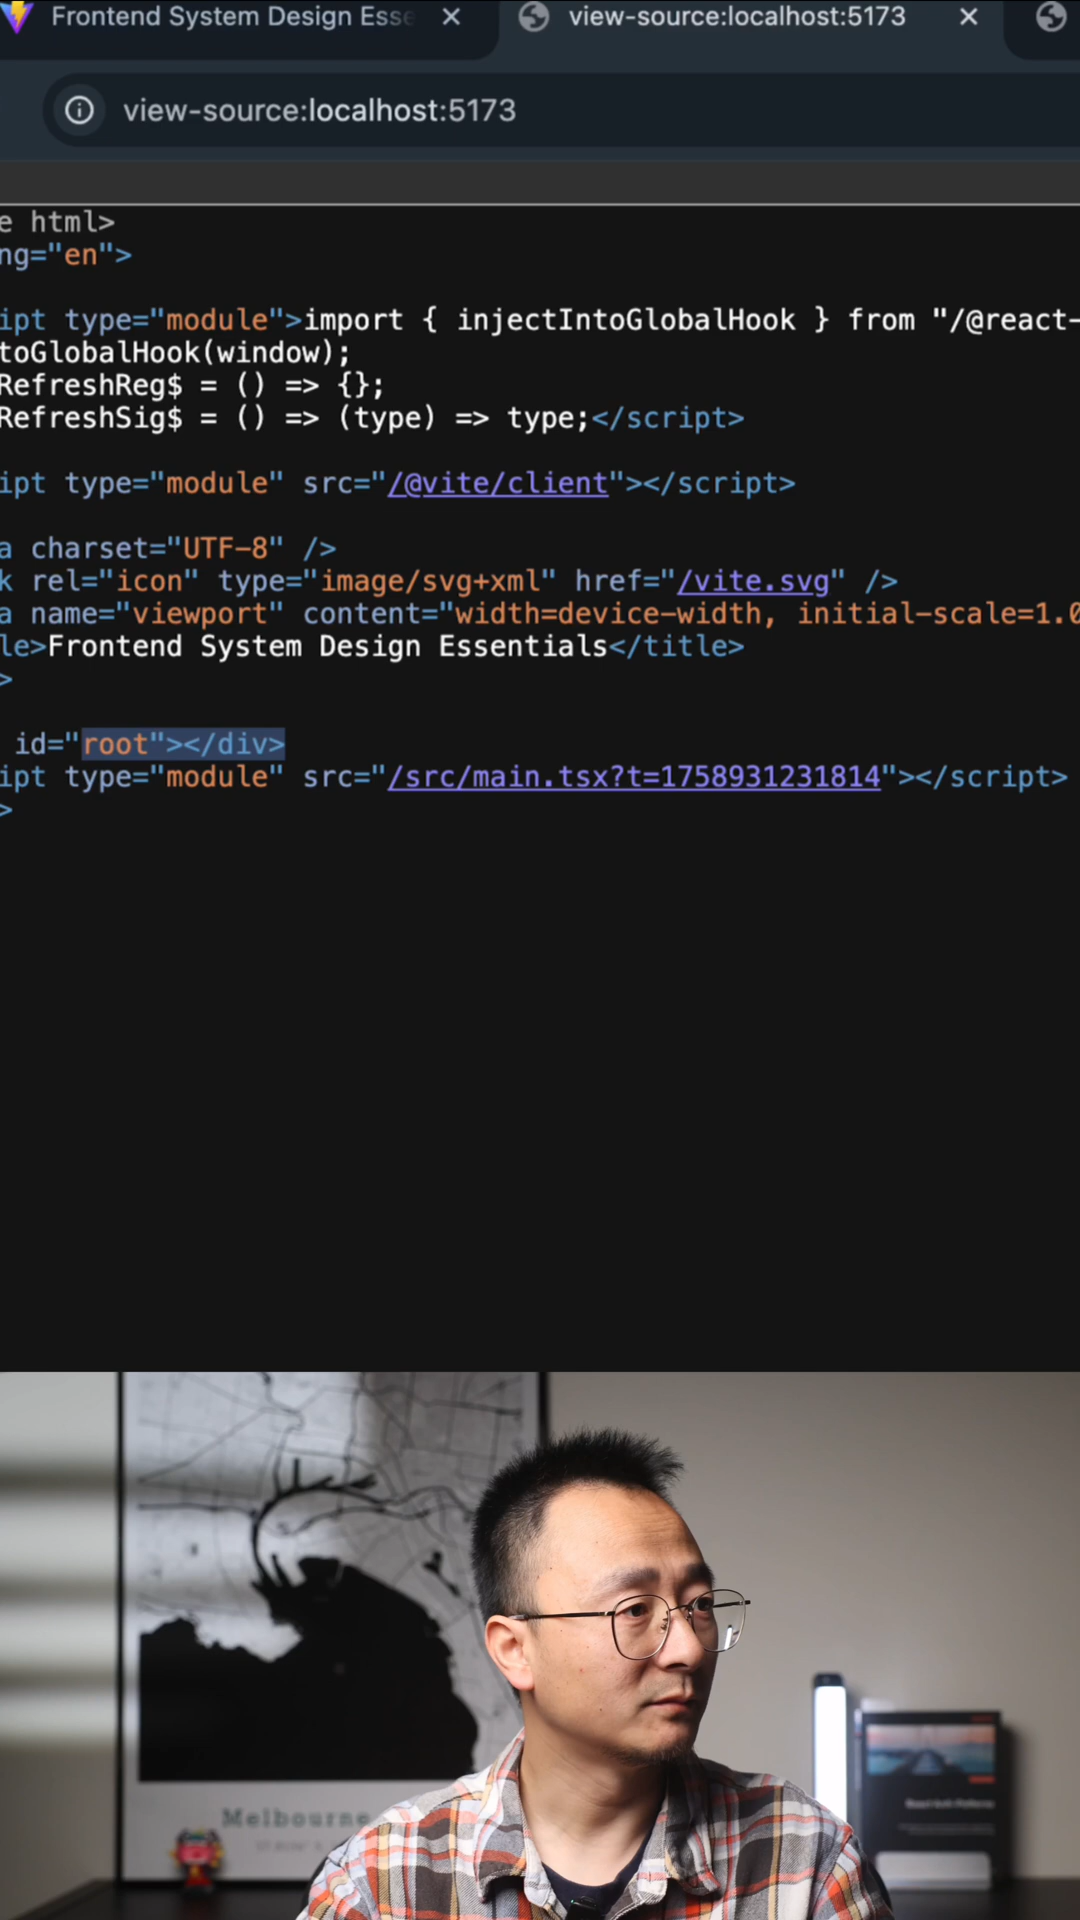 Frontend System Design Esse
view-source:localhost:5173
view-source:localhost:5173
e html>
ng="en">
ipt type="module">import { injectIntoGlobalHook } from "/@react-
toGlobalHook(window);
RefreshReg$ = () => {};
RefreshSig$ = () => (type) => type;</script>
ipt type="module" src="/@vite/client"></script>
a charset="UTF-8" />
k rel="icon" type="image/svg+xml" href="/vite.svg" />
a name="viewport" content="width=device-width, initial-scale=1.0
le>Frontend System Design Essentials</title>
>
id="root"></div>
ipt type="module" src="/src/main.tsx?t=1758931231814"></script>
>
Melbourne